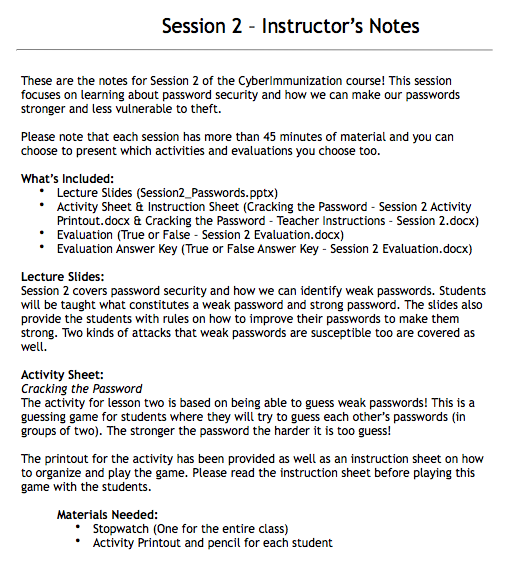 Session 2 – Instructor's Notes
These are the notes for Session 2 of the CyberImmunization course! This session
focuses on learning about password security and how we can make our passwords
stronger and less vulnerable to theft.
Please note that each session has more than 45 minutes of material and you can
choose to present which activities and evaluations you choose too.
What's Included:
• Lecture Slides (Session2_Passwords.pptx)
• Activity Sheet & Instruction Sheet (Cracking the Password – Session 2 Activity
Printout.docx & Cracking the Password – Teacher Instructions – Session 2.docx)
• Evaluation (True or False – Session 2 Evaluation.docx)
• Evaluation Answer Key (True or False Answer Key – Session 2 Evaluation.docx)
Lecture Slides:
Session 2 covers password security and how we can identify weak passwords. Students
will be taught what constitutes a weak password and strong password. The slides also
provide the students with rules on how to improve their passwords to make them
strong. Two kinds of attacks that weak passwords are susceptible too are covered as
well.
Activity Sheet:
Cracking the Password
The activity for lesson two is based on being able to guess weak passwords! This is a
guessing game for students where they will try to guess each other's passwords (in
groups of two). The stronger the password the harder it is too guess!
The printout for the activity has been provided as well as an instruction sheet on how
to organize and play the game. Please read the instruction sheet before playing this
game with the students.
Materials Needed:
• Stopwatch (One for the entire class)
• Activity Printout and pencil for each student